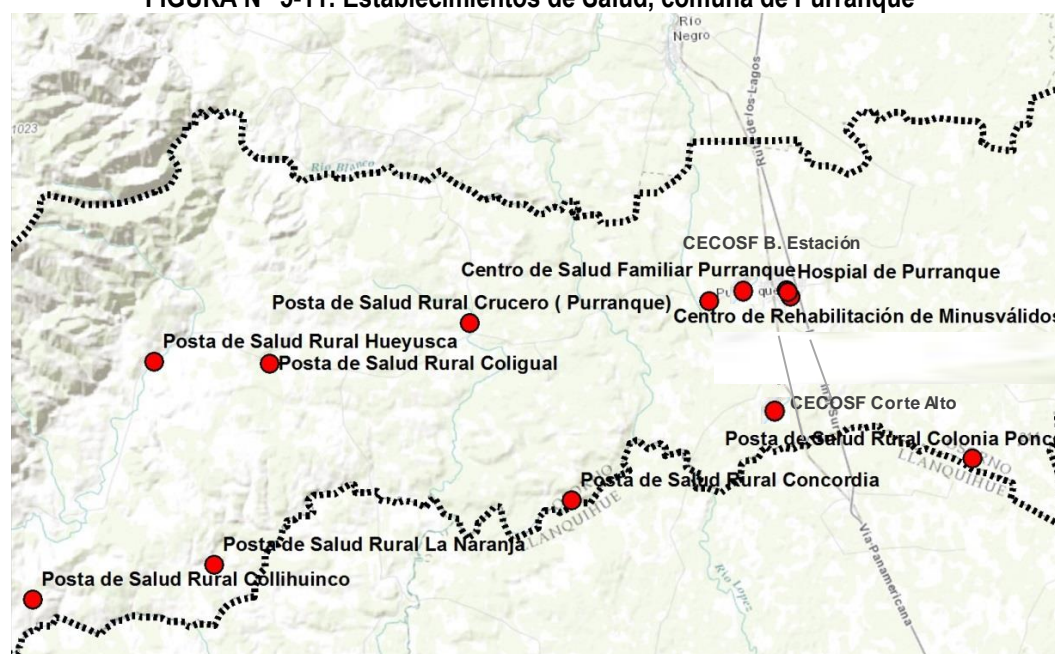 FIGURA N° 5-11: Establecimientos de Salud, comuna de Purranque
Río
Negro
1023
Río Blanco
Ruta de los Lagos
CECOSF B. Estación
Centro de Salud Familiar Purranque
Hospial de Purranque
Posta de Salud Rural Crucero ( Purranque)
Centro de Rehabilitación de Minusválidos
Posta de Salud Rural Hueyusca
Posta de Salud Rural Coligual
CECOSF Corte Alto
Posta de Salud Rural Colonia Ponc
LLANQUIHUE
Posta de Salud Rural Concordia
LLANQUIHUE
Posta de Salud Rural La Naranja
Posta de Salud Rural Collihuinco
Río Lopez
Vía Panamericana